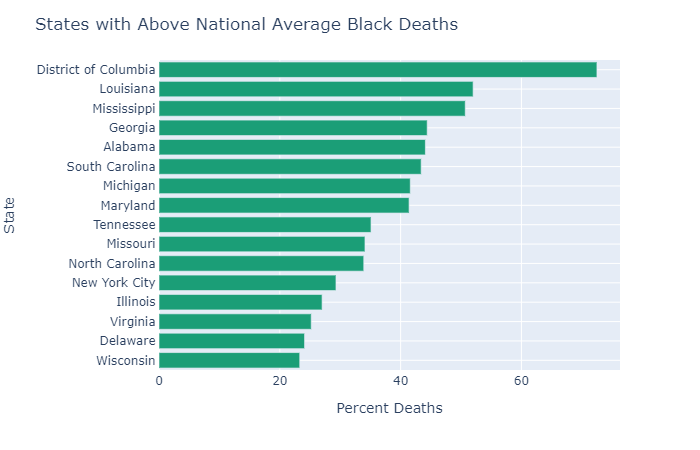 States with Above National Average Black Deaths
District of Columbia
Louisiana
Mississippi
Georgia
Alabama
South Carolina
Michigan
Maryland
Tennessee
Missouri
North Carolina
New York City
Illinois
Virginia
Delaware
Wisconsin
State
0 20 40 60
Percent Deaths